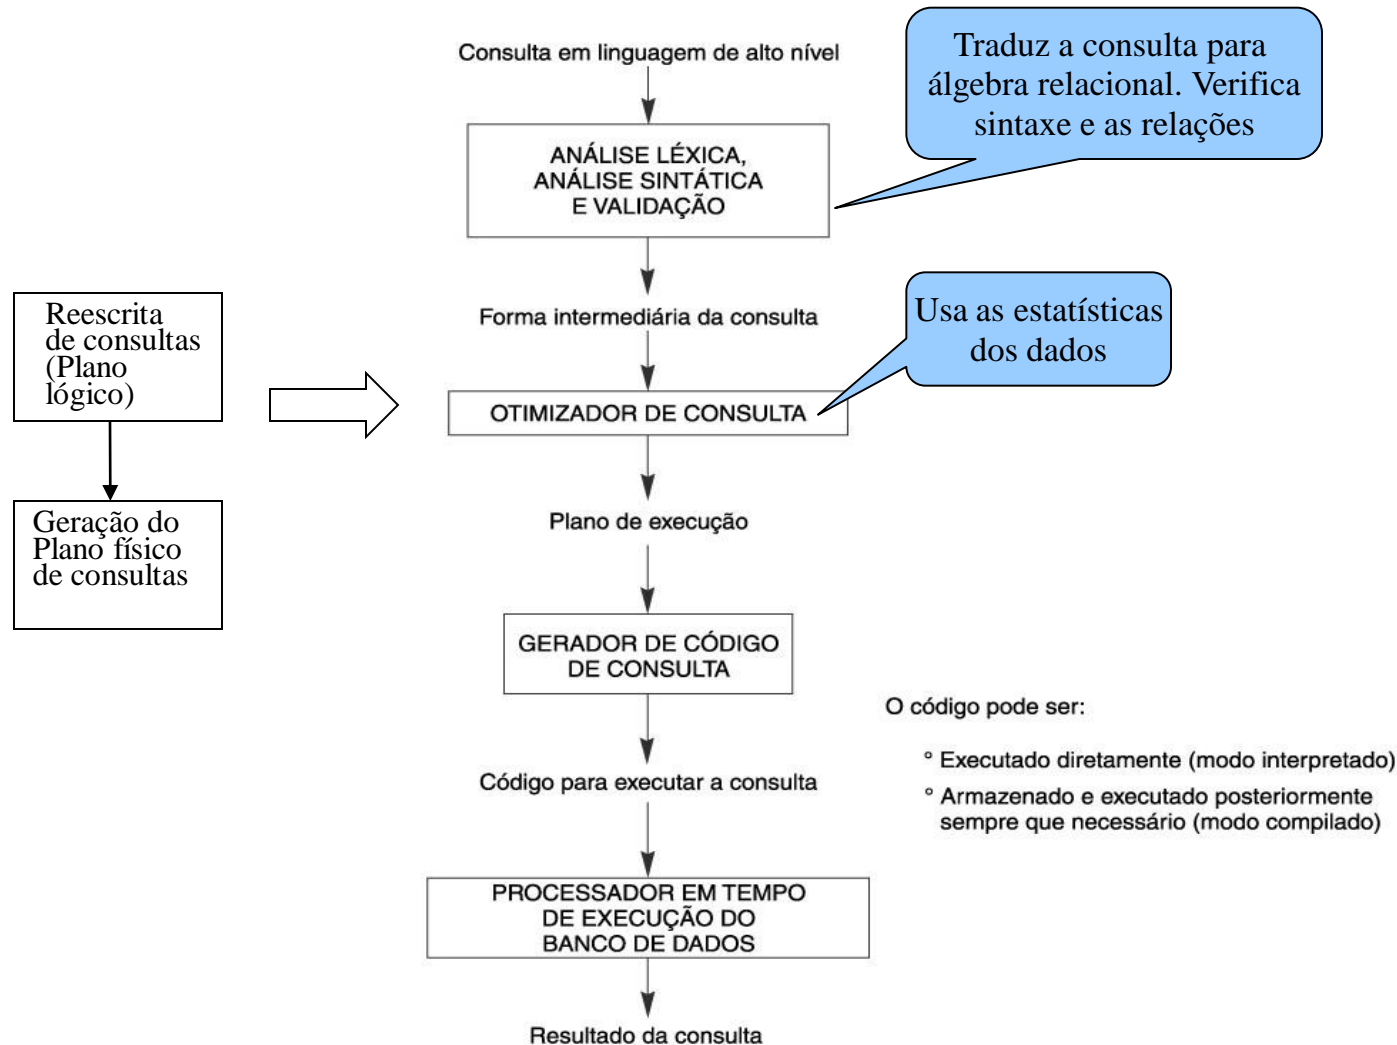 Consulta em linguagem de alto nível
Traduz a consulta para
álgebra relacional. Verifica
sintaxe e as relações
ANÁLISE LÉXICA,
ANÁLISE SINTÁTICA
E VALIDAÇÃO
Forma intermediária da consulta
Usa as estatísticas
dos dados
Reescrita
de consultas
(Plano
lógico)
OTIMIZADOR DE CONSULTA
Geração do
Plano físico
de consultas
Plano de execução
GERADOR DE CÓDIGO
DE CONSULTA
O código pode ser:
° Executado diretamente (modo interpretado)
° Armazenado e executado posteriormente
sempre que necessário (modo compilado)
Código para executar a consulta
PROCESSADOR EM TEMPO
DE EXECUÇÃO DO
BANCO DE DADOS
Resultado da consulta